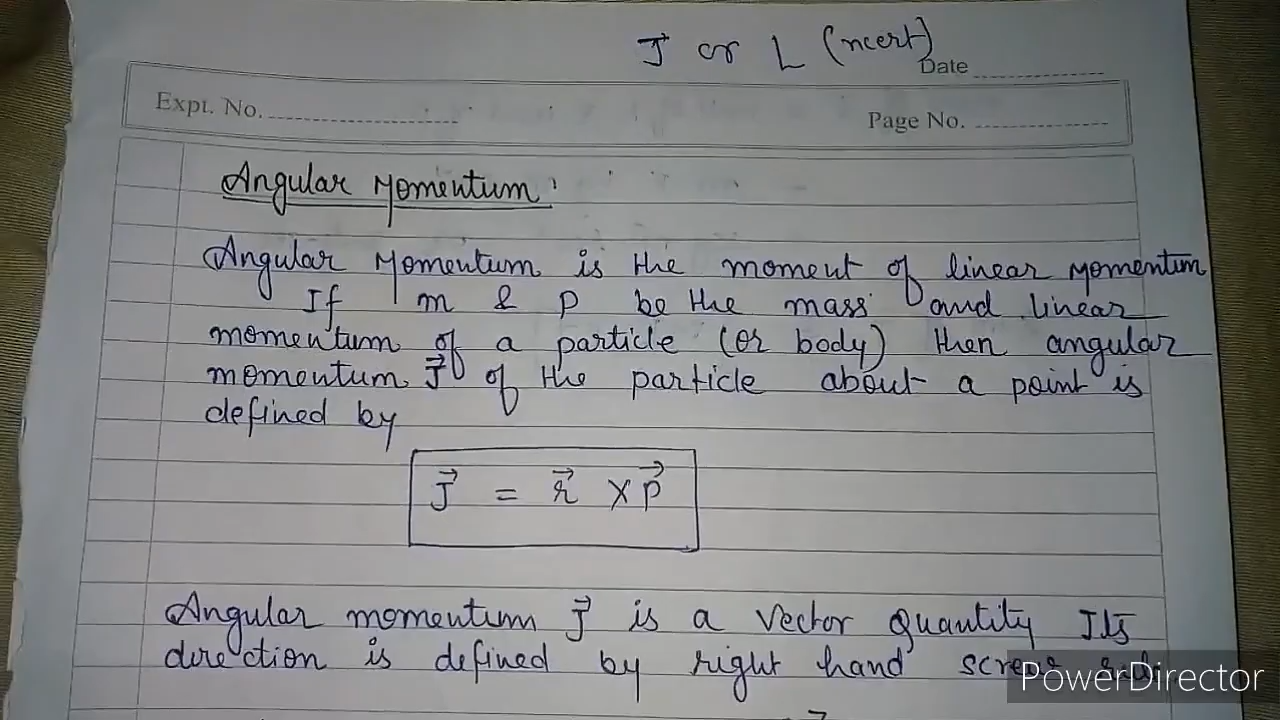 J⃗ or L (ncert)
Date
Expt. No.
Page No.
Angular Momentum:
Angular Momentum is the moment of linear momentum
If m & p be the mass and linear
momentum of a particle (or body) then angular
momentum J⃗ of the particle about a point is
defined by
J⃗ = r⃗ × p⃗
Angular momentum J⃗ is a vector quantity Its
direction is defined by right hand screw
PowerDirector